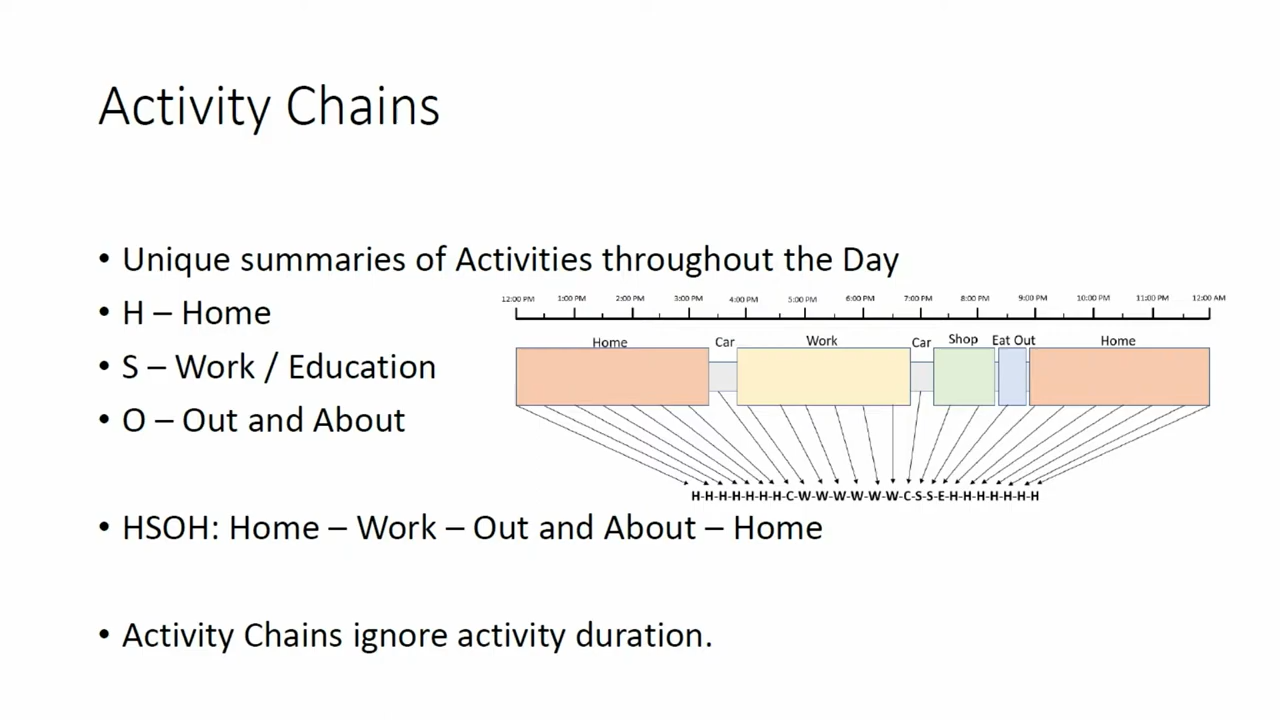 Activity Chains
• Unique summaries of Activities throughout the Day
• H – Home
• S – Work / Education
• O – Out and About
12:00 PM 1:00 PM 2:00 PM 3:00 PM 4:00 PM 5:00 PM 6:00 PM 7:00 PM 8:00 PM 9:00 PM 10:00 PM 11:00 PM 12:00 AM
Home Car Work Car Shop Eat Out Home
H-H-H-H-H-H-H-C-W-W-W-W-W-W-C-S-S-E-H-H-H-H-H-H-H
• HSOH: Home – Work – Out and About – Home
• Activity Chains ignore activity duration.